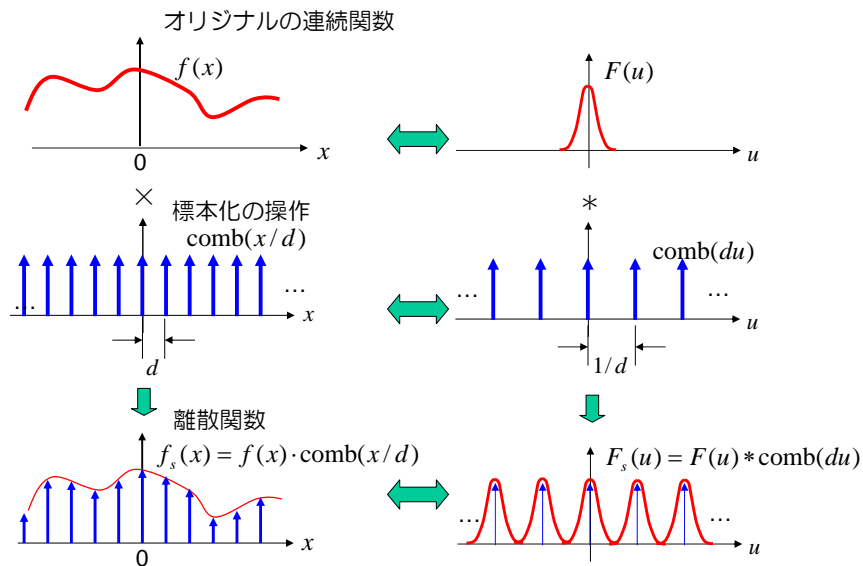 オリジナルの連続関数
f(x)
x
0
F(u)
u
×
標本化の操作
comb(x/d)
...
...
x
d
*
comb(du)
...
...
u
1/d
離散関数
f_s(x) = f(x)·comb(x/d)
x
0
F_s(u) = F(u)*comb(du)
...
...
u